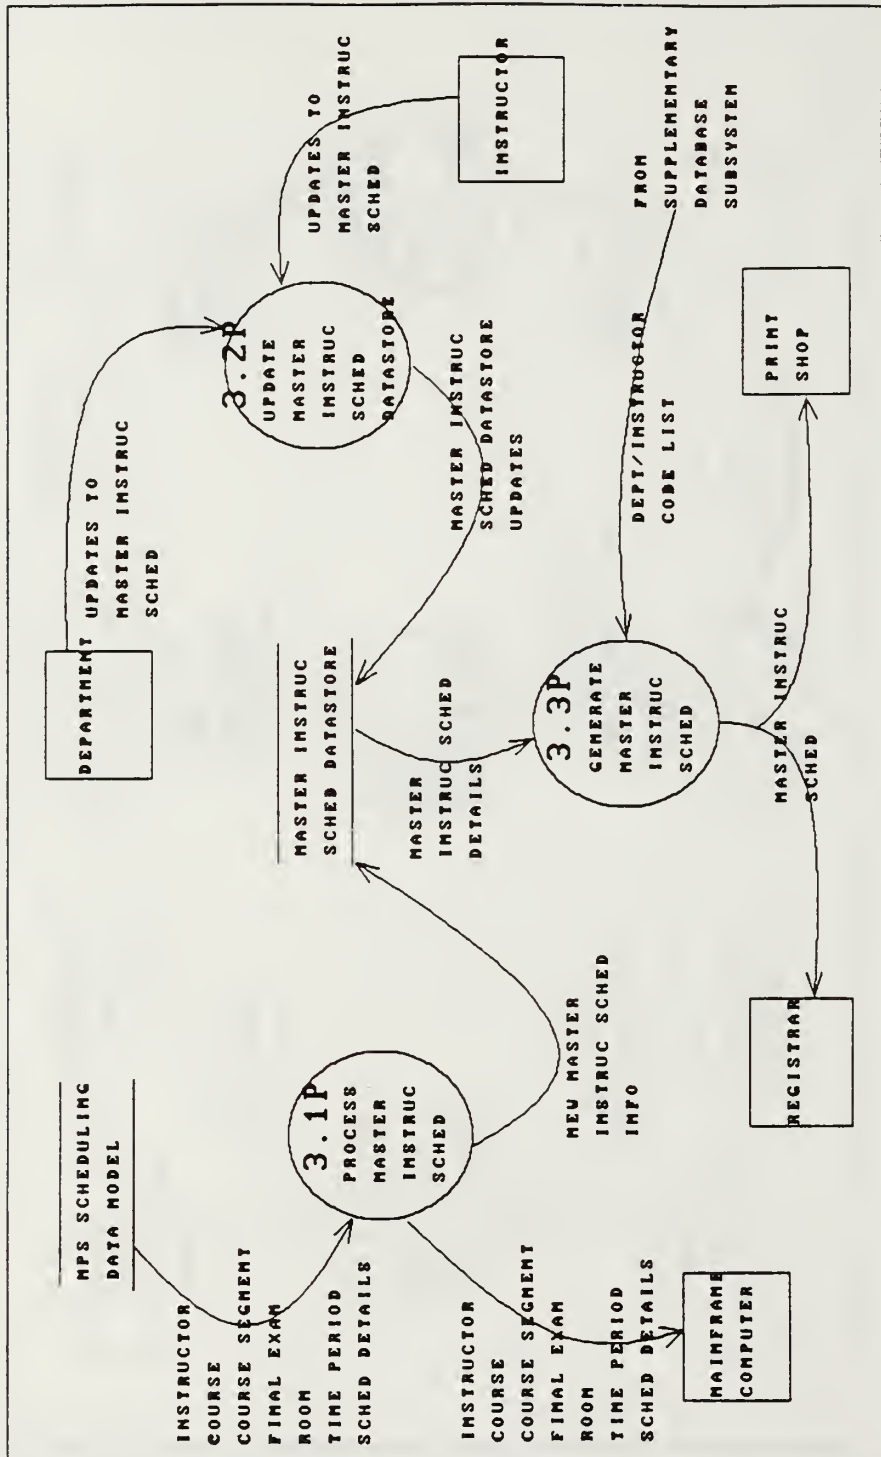 NPS SCHEDULING
DATA MODEL
DEPARTMENT
UPDATES TO
MASTER INSTRUC
SCHED
INSTRUCTOR
COURSE
COURSE SEGMENT
FINAL EXAM
ROOM
TIME PERIOD
SCHED DETAILS
3.1P
PROCESS
MASTER
INSTRUC
SCHED
MASTER INSTRUC
SCHED DATASTORE
3.2P
UPDATE
MASTER
INSTRUC
SCHED
DATASTORE
UPDATES TO
MASTER INSTRUC
SCHED
INSTRUCTOR
COURSE
COURSE SEGMENT
FINAL EXAM
ROOM
TIME PERIOD
SCHED DETAILS
NEW MASTER
INSTRUC SCHED
INFO
MASTER
INSTRUC SCHED
DETAILS
MASTER INSTRUC
SCHED DATASTORE
UPDATES
INSTRUCTOR
3.3P
GENERATE
MASTER
INSTRUC
SCHED
DEPT/INSTRUCTOR
CODE LIST
FROM
SUPPLEMENTARY
DATABASE
SUBSYSTEM
MAINFRAME
COMPUTER
REGISTRAR
MASTER INSTRUC
SCHED
PRINT
SHOP